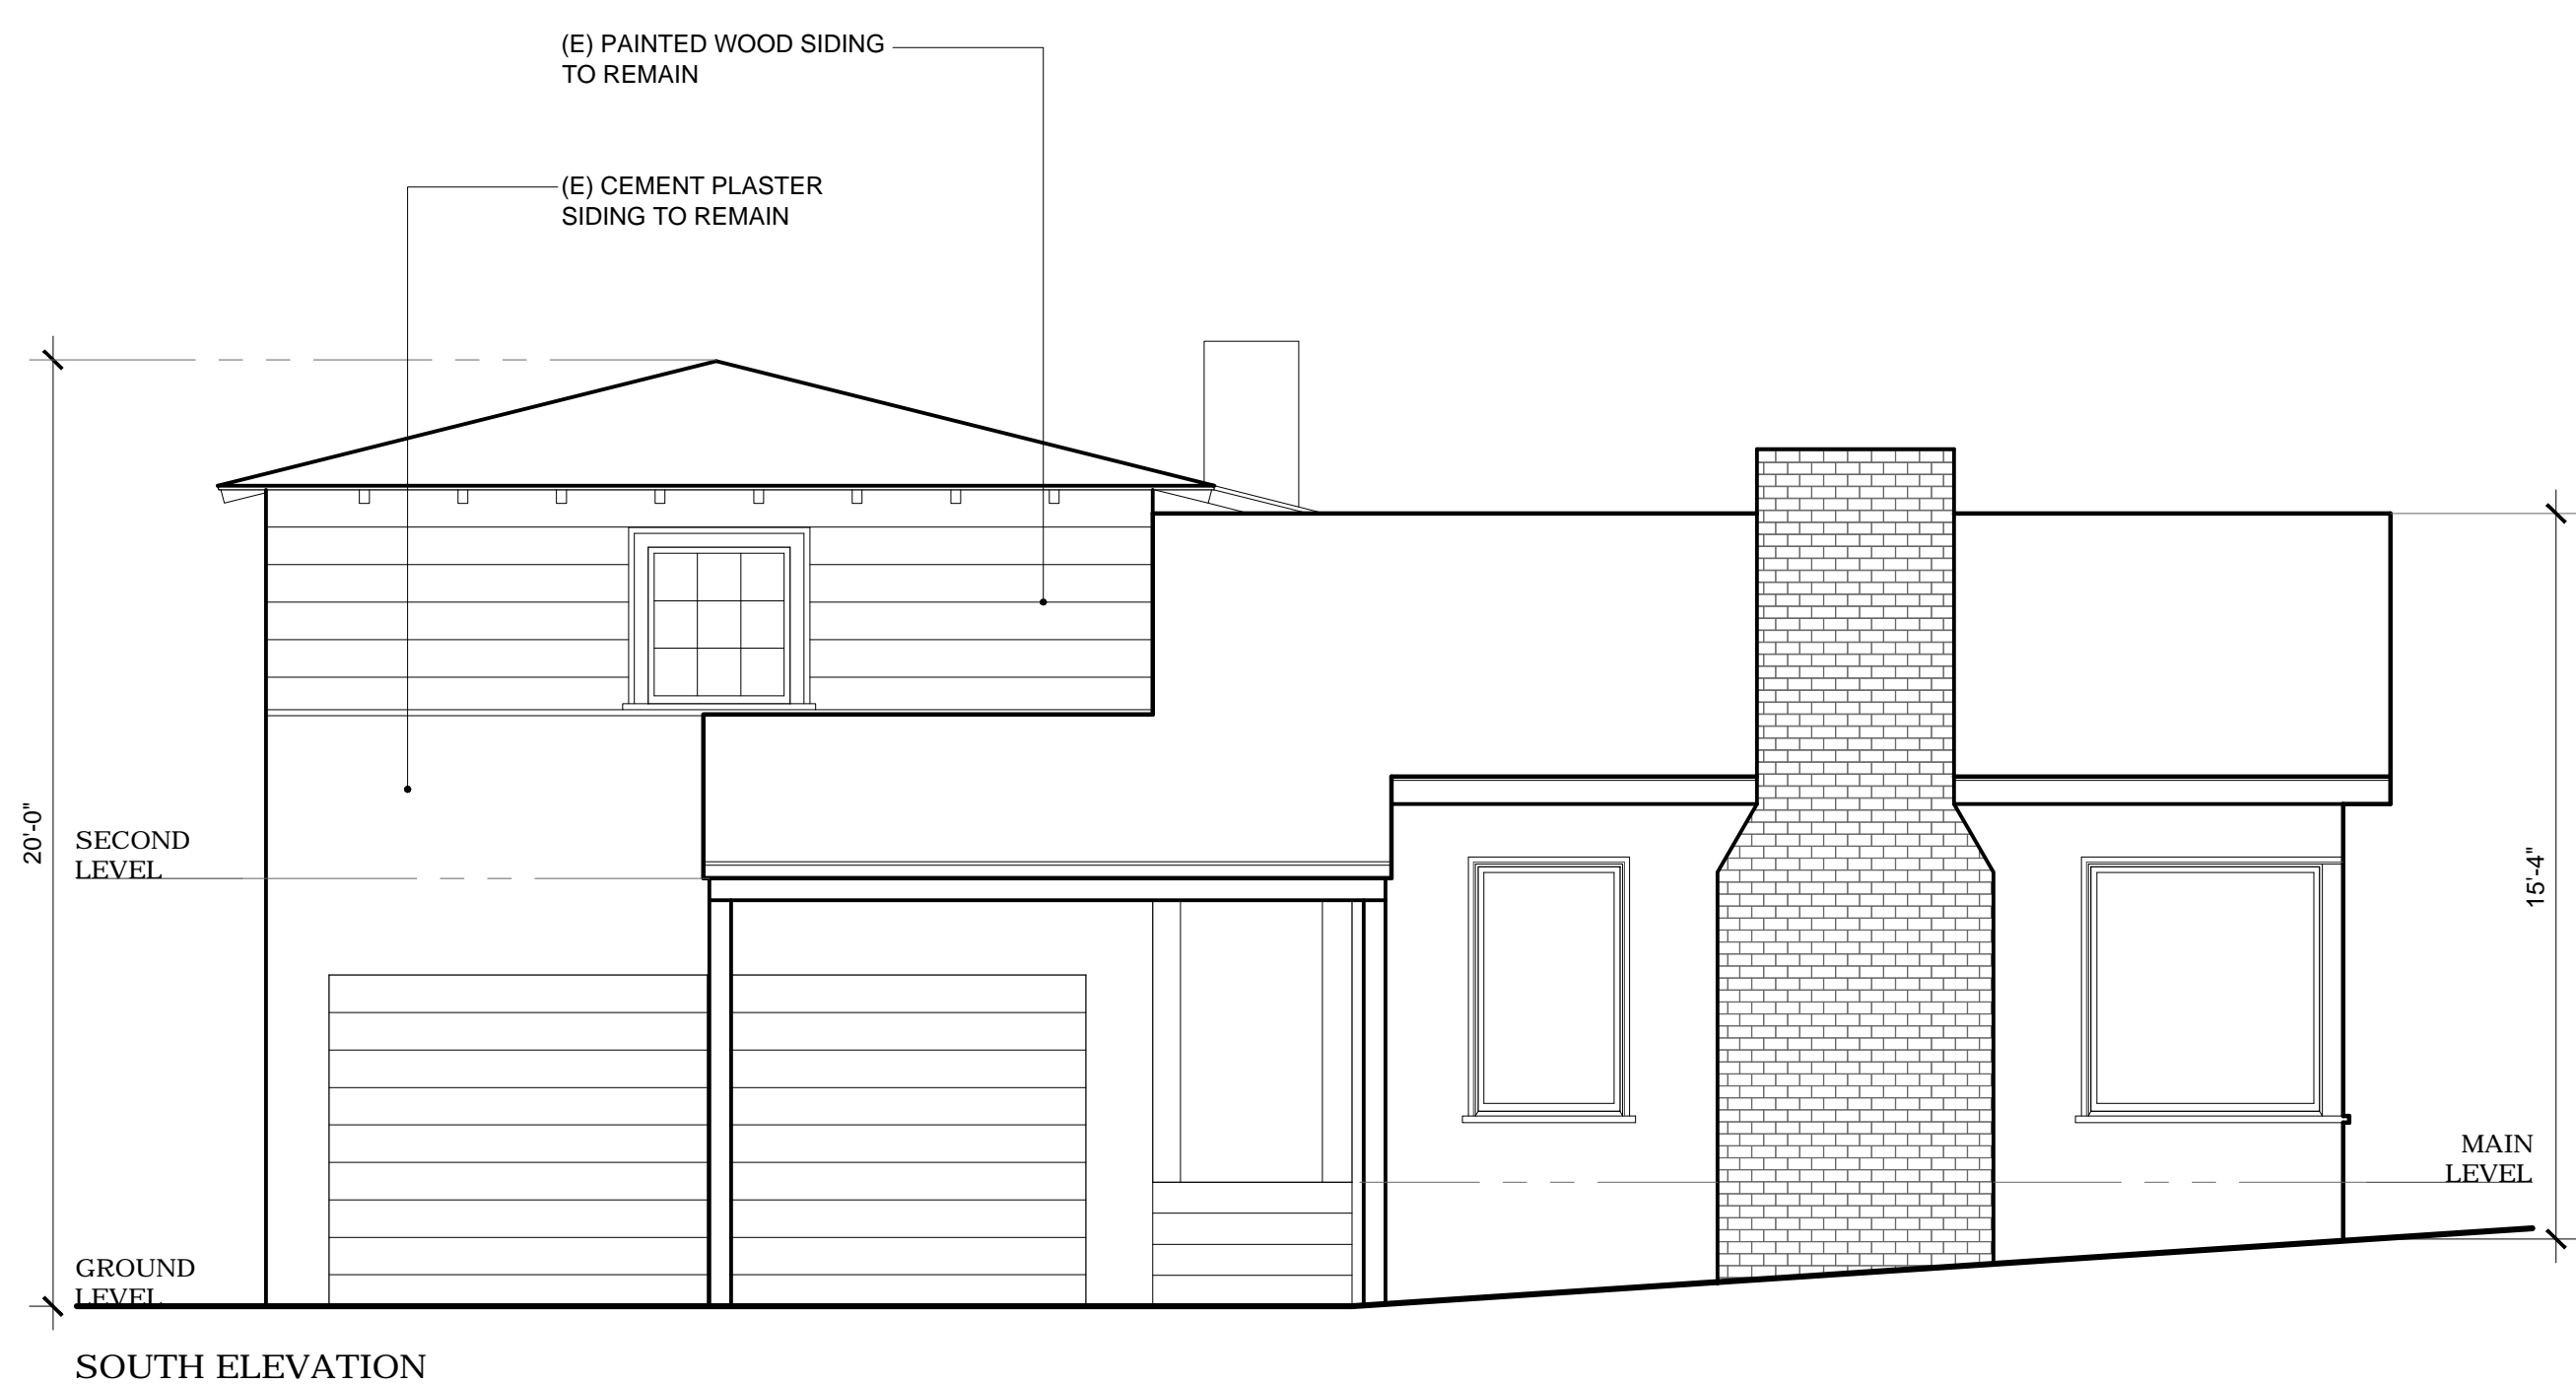 (E) PAINTED WOOD SIDING
TO REMAIN
(E) CEMENT PLASTER
SIDING TO REMAIN
20'-0"
SECOND
LEVEL
15'-4"
MAIN
LEVEL
GROUND
LEVEL
SOUTH ELEVATION